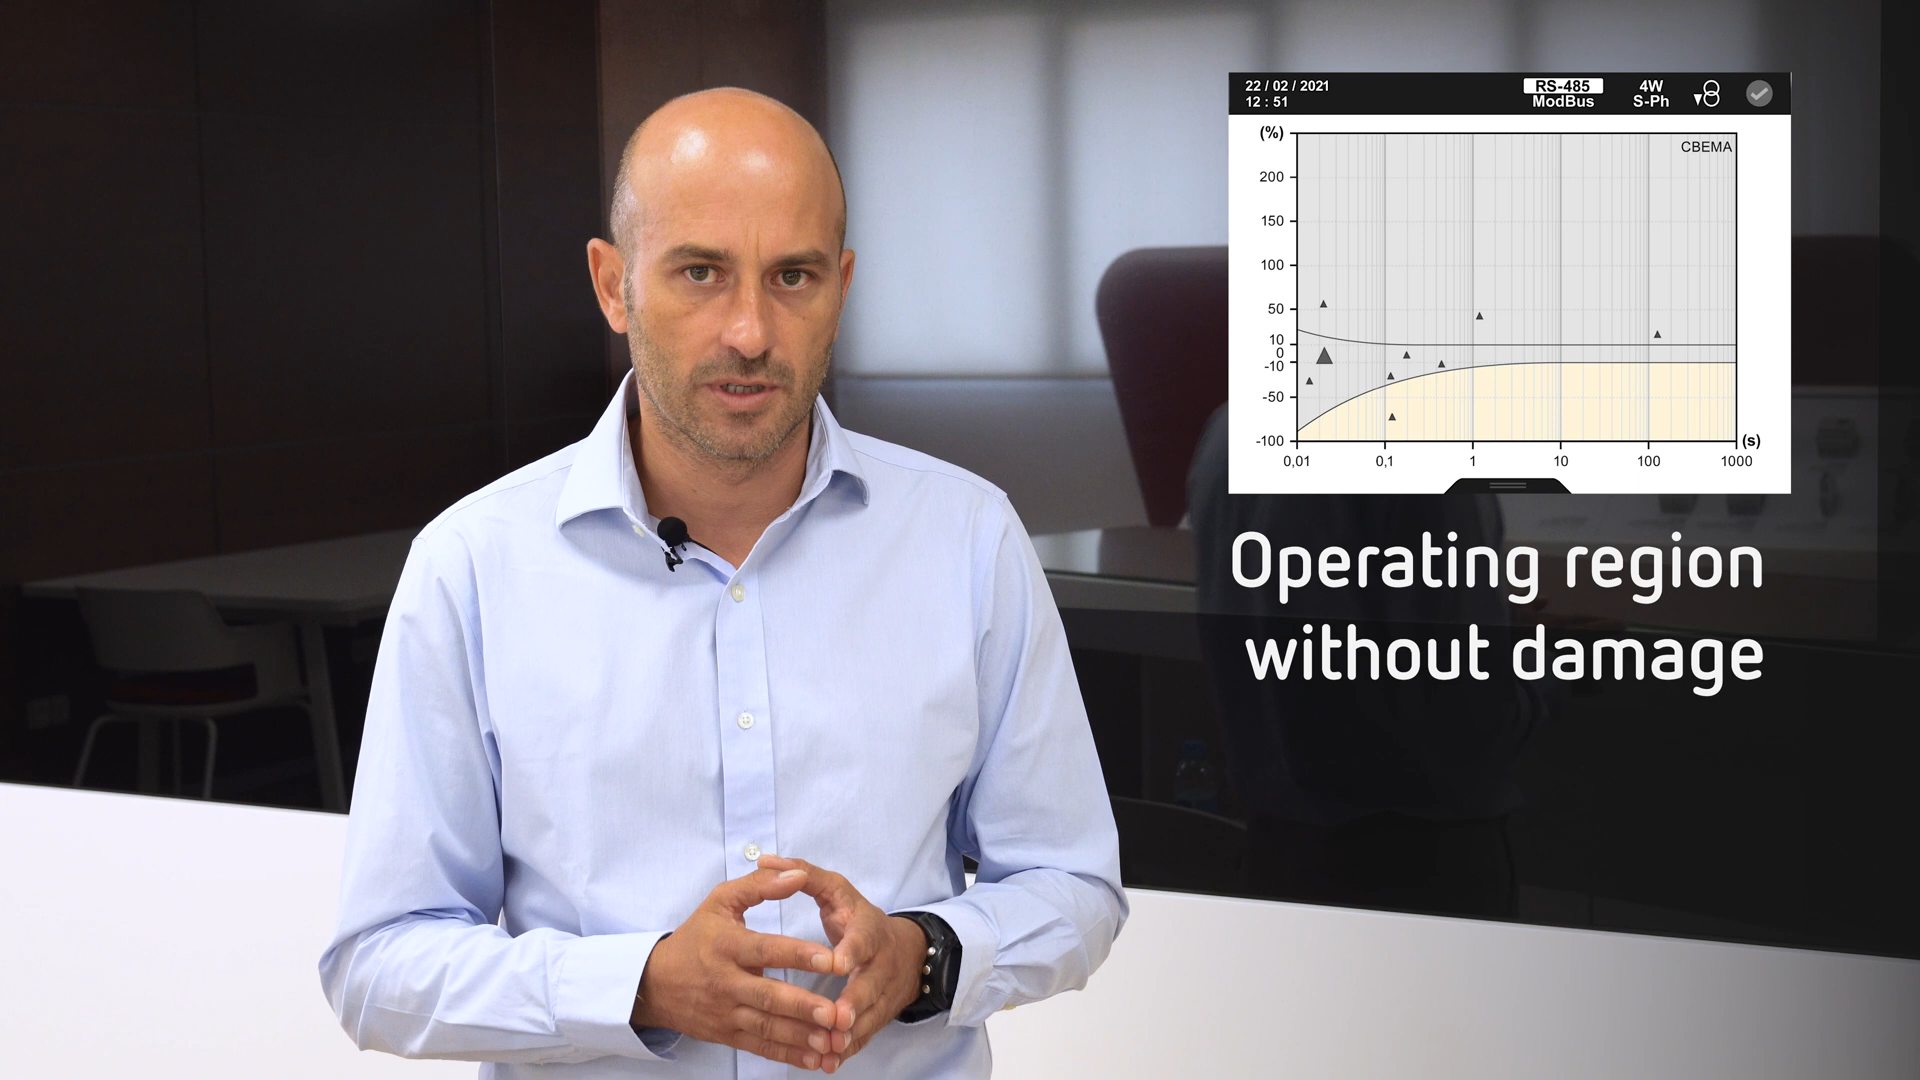 22 / 02 / 2021
12 : 51
RS-485
ModBus
4W
S-Ph
(%)
CBEMA
200
150
100
50
10
0
-10
-50
-100
(s)
0,01
0,1
1
10
100
1000
Operating region
without damage